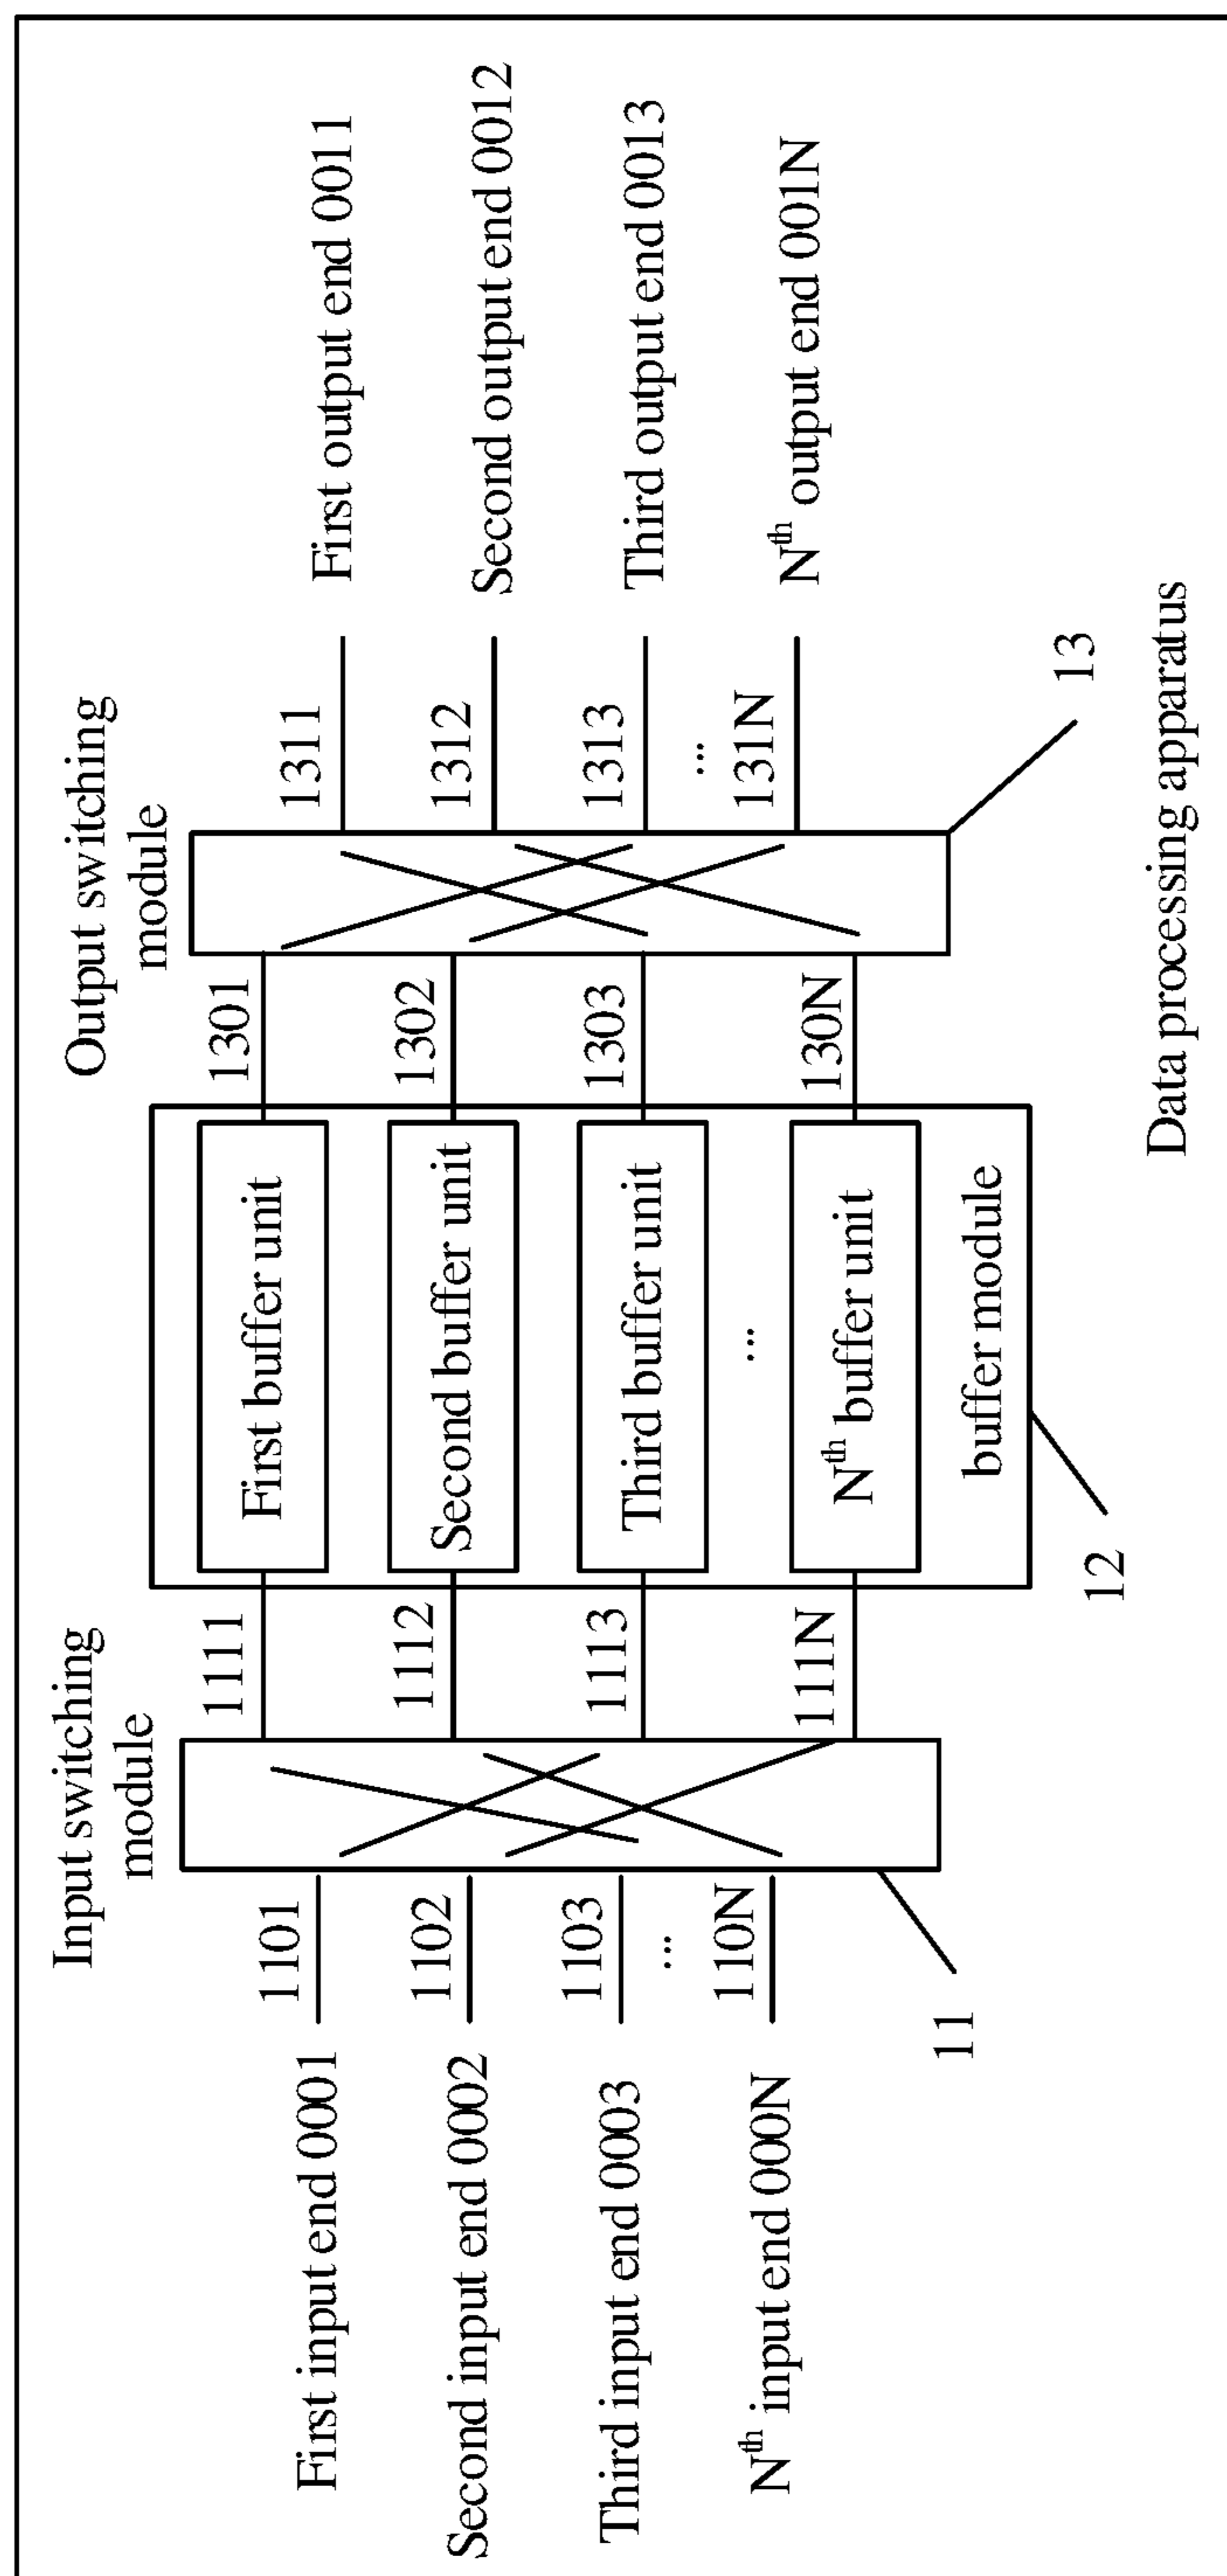 Input switching
module
Output switching
module
First input end 0001
1101
1111
First buffer unit
1301
1311
First output end 0011
Second input end 0002
1102
1112
Second buffer unit
1302
1312
Second output end 0012
Third input end 0003
1103
1113
Third buffer unit
1303
1313
Third output end 0013
...
...
...
Nth input end 000N
110N
111N
Nth buffer unit
130N
131N
Nth output end 001N
buffer module
11
12
13
Data processing apparatus